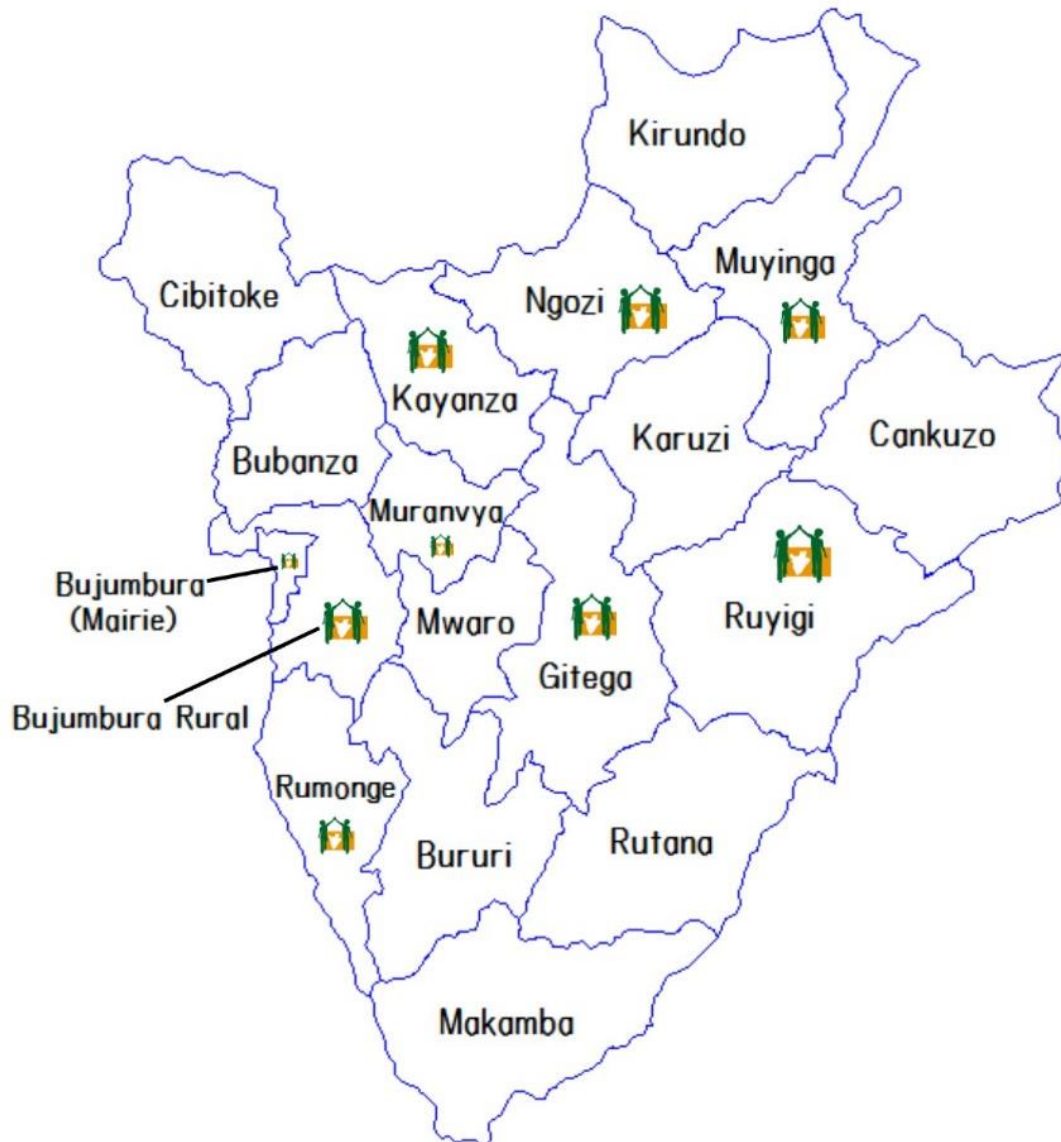 Kirundo
Muyinga
Cibitoke
Ngozi
Kayanza
Karuzi
Cankuzo
Bubanza
Muranvya
Bujumbura
(Mairie)
Mwaro
Ruyigi
Gitega
Bujumbura Rural
Rumonge
Bururi
Rutana
Makamba